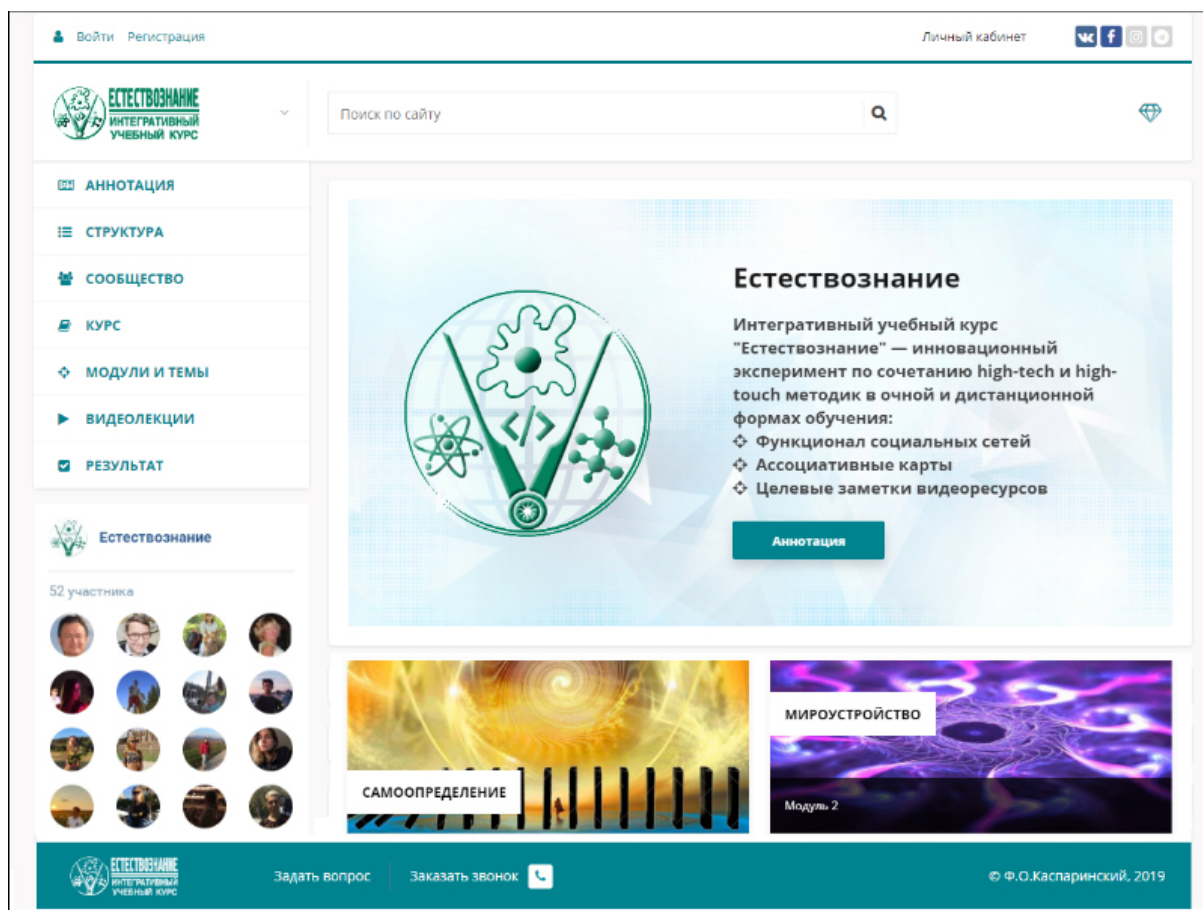 Войти Регистрация
Личный кабинет
ЕСТЕСТВОЗНАНИЕ
ИНТЕГРАТИВНЫЙ
УЧЕБНЫЙ КУРС
Поиск по сайту
АННОТАЦИЯ
СТРУКТУРА
СООБЩЕСТВО
КУРС
МОДУЛИ И ТЕМЫ
ВИДЕОЛЕКЦИИ
РЕЗУЛЬТАТ
Естествознание
52 участника
Естествознание
Интегративный учебный курс
"Естествознание" — инновационный
эксперимент по сочетанию high-tech и high-
touch методик в очной и дистанционной
формах обучения:
Функционал социальных сетей
Ассоциативные карты
Целевые заметки видеоресурсов
Аннотация
САМООПРЕДЕЛЕНИЕ
МИРОУСТРОЙСТВО
Модуль 2
ЕСТЕСТВОЗНАНИЕ
ИНТЕГРАТИВНЫЙ
УЧЕБНЫЙ КУРС
Задать вопрос
Заказать звонок
© Ф.О.Каспаринский, 2019